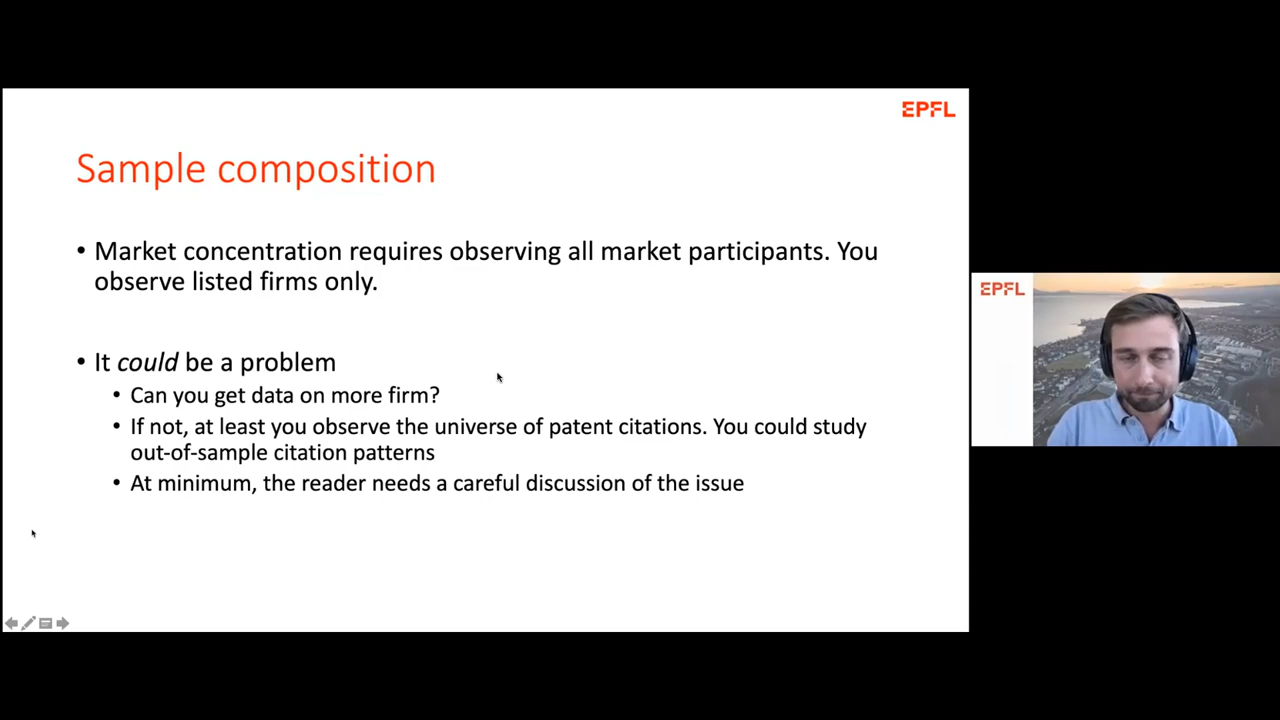 EPFL
Sample composition
• Market concentration requires observing all market participants. You
observe listed firms only.
• It could be a problem
• Can you get data on more firm?
• If not, at least you observe the universe of patent citations. You could study
out-of-sample citation patterns
• At minimum, the reader needs a careful discussion of the issue
EPFL